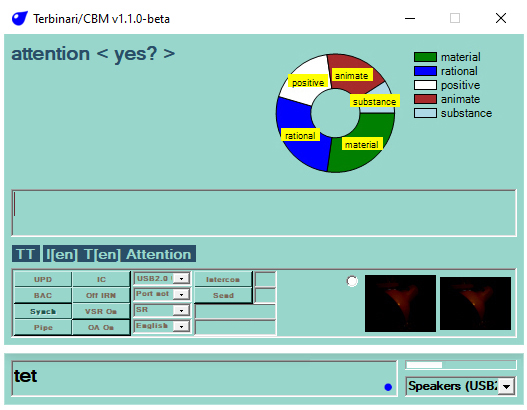 Terbinari/CBM v1.1.0-beta
attention < yes? >
material
rational
positive
animate
substance
positive
animate
substance
rational
material
TT I[en] T[en] Attention
UPD IC USB2.0 Intercon
BAC Off IRN Port not Send
Synch VSR On SR
Pipe OA On English
tet
Speakers (USB2